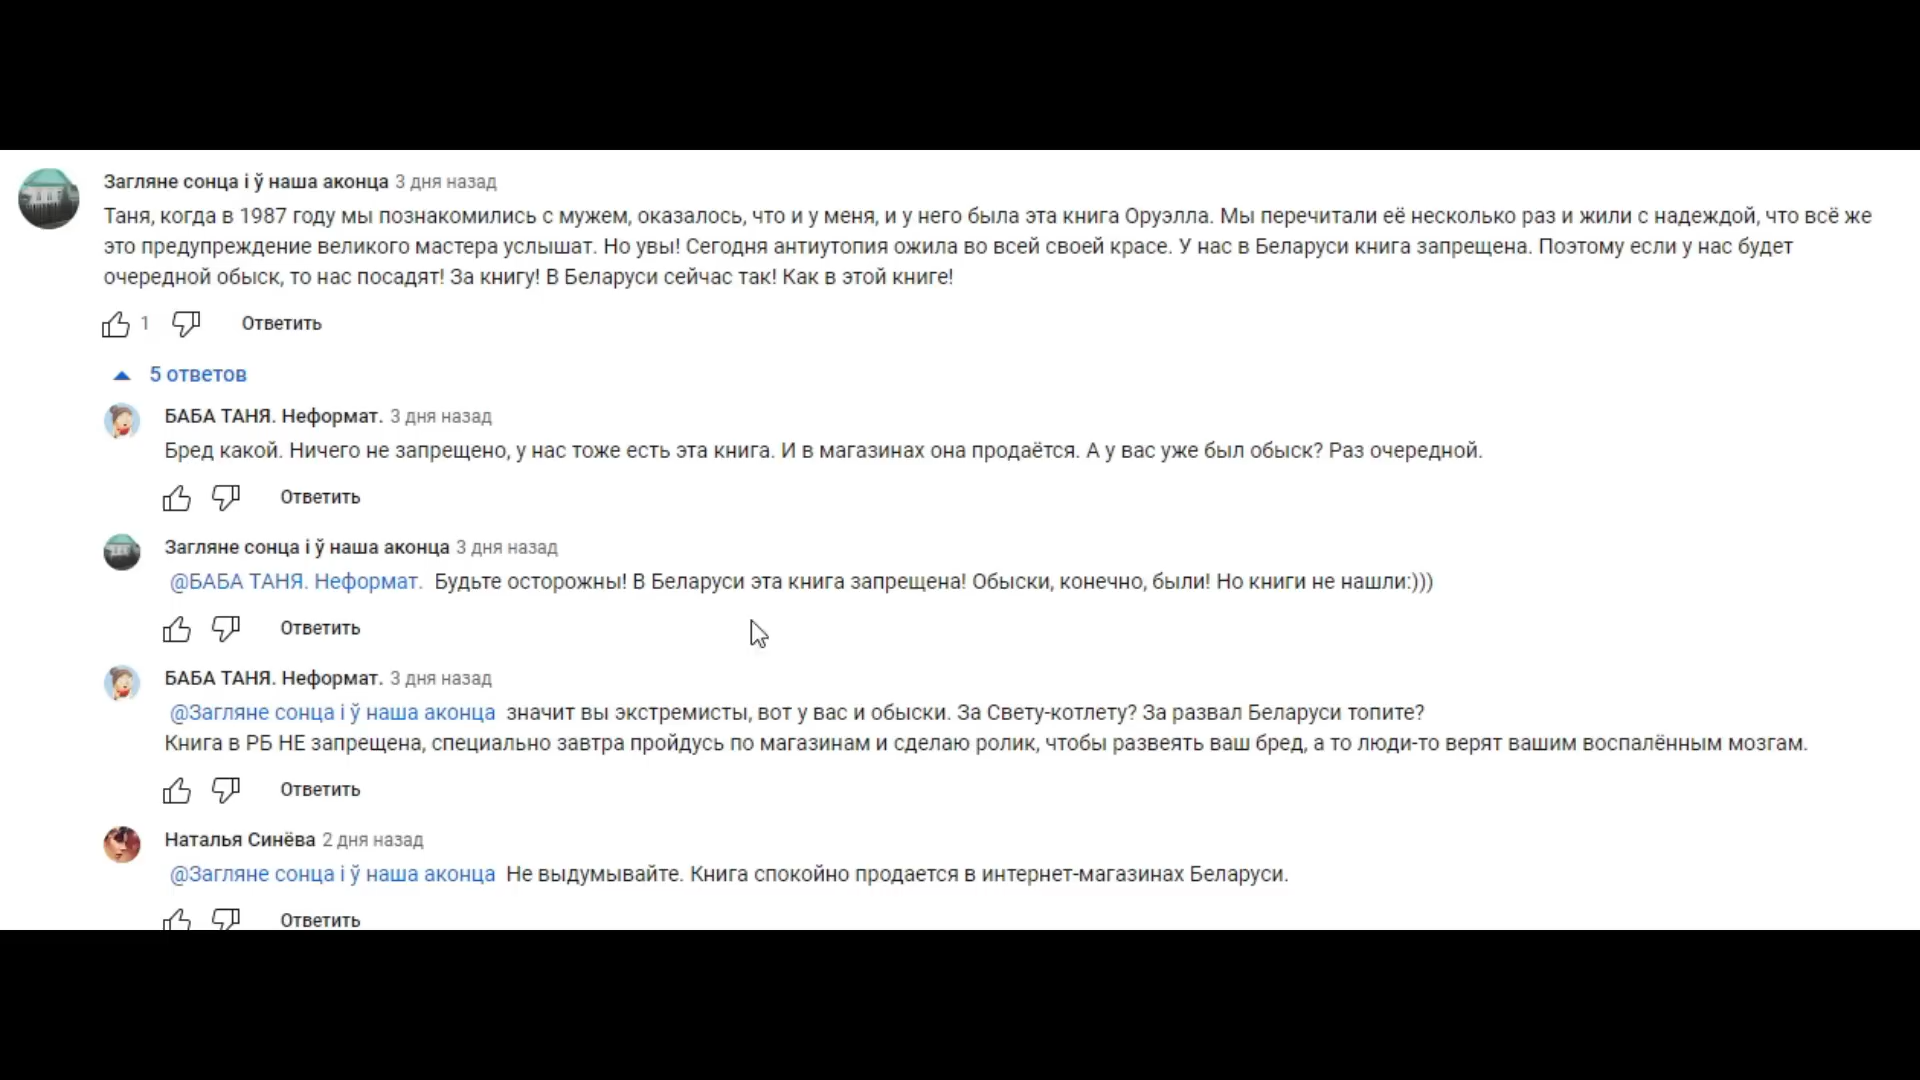 Загляне сонца і ў наша аконца 3 дня назад
Таня, когда в 1987 году мы познакомились с мужем, оказалось, что и у меня, и у него была эта книга Оруэлла. Мы перечитали её несколько раз и жили с надеждой, что всё же
это предупреждение великого мастера услышат. Но увы! Сегодня антиутопия ожила во всей своей красе. У нас в Беларуси книга запрещена. Поэтому если у нас будет
очередной обыск, то нас посадят! За книгу! В Беларуси сейчас так! Как в этой книге!
1 Ответить
5 ответов
БАБА ТАНЯ. Неформат. 3 дня назад
Бред какой. Ничего не запрещено, у нас тоже есть эта книга. И в магазинах она продаётся. А у вас уже был обыск? Раз очередной.
Ответить
Загляне сонца і ў наша аконца 3 дня назад
@БАБА ТАНЯ. Неформат. Будьте осторожны! В Беларуси эта книга запрещена! Обыски, конечно, были! Но книги не нашли:)))
Ответить
БАБА ТАНЯ. Неформат. 3 дня назад
@Загляне сонца і ў наша аконца значит вы экстремисты, вот у вас и обыски. За Свету-котлету? За развал Беларуси топите?
Книга в РБ НЕ запрещена, специально завтра пройдусь по магазинам и сделаю ролик, чтобы развеять ваш бред, а то люди-то верят вашим воспалённым мозгам.
Ответить
Наталья Синёва 2 дня назад
@Загляне сонца і ў наша аконца Не выдумывайте. Книга спокойно продается в интернет-магазинах Беларуси.
Ответить